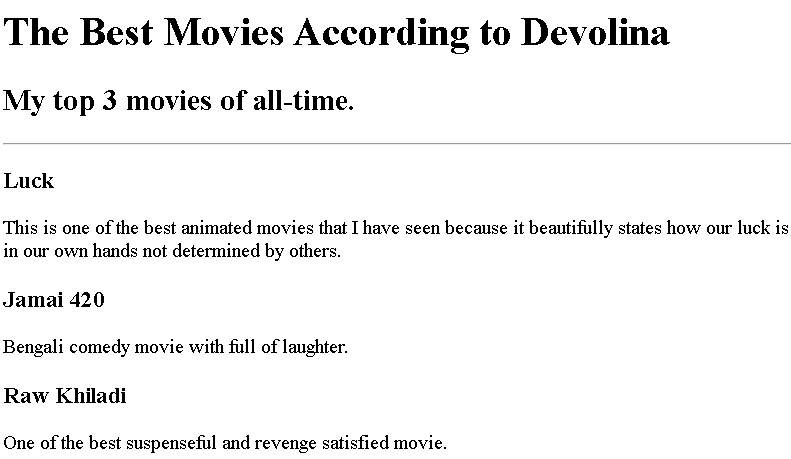 The Best Movies According to Devolina
My top 3 movies of all-time.
Luck
This is one of the best animated movies that I have seen because it beautifully states how our luck is
in our own hands not determined by others.
Jamai 420
Bengali comedy movie with full of laughter.
Raw Khiladi
One of the best suspenseful and revenge satisfied movie.